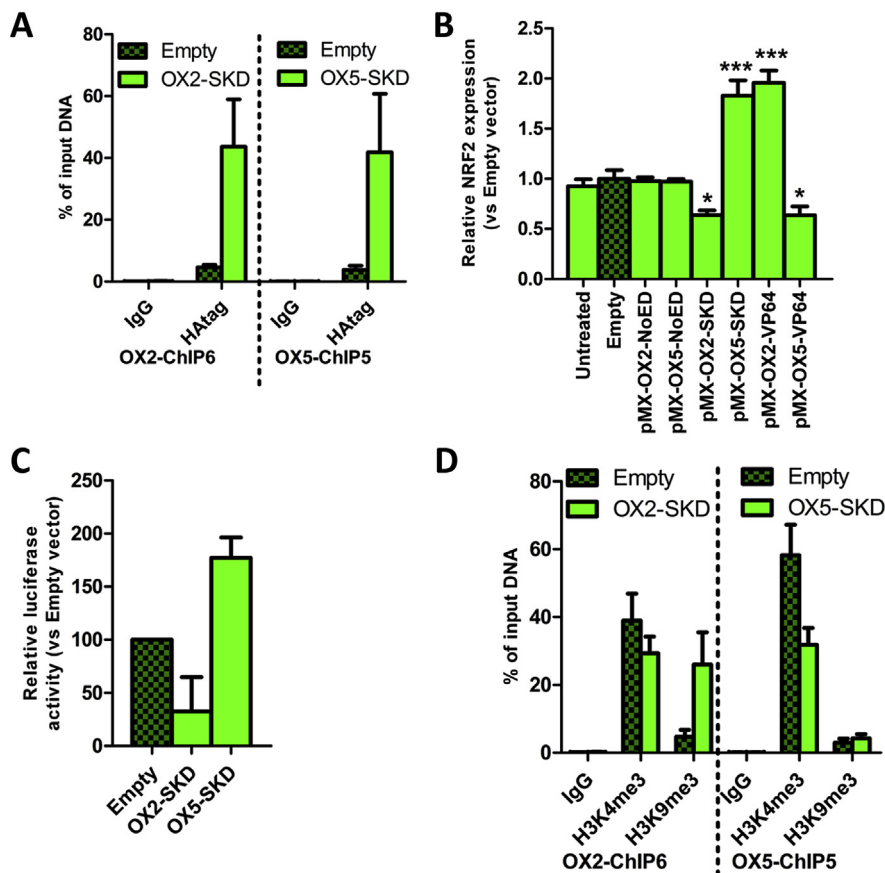 A
% of input DNA
80
60
40
20
0
Empty
OX2-SKD
Empty
OX5-SKD
IgG
HAtag
IgG
HAtag
OX2-ChIP6
OX5-ChIP5
B
Relative NRF2 expression
(vs Empty vector)
2.5
2.0
1.5
1.0
0.5
0.0
*
***
***
*
Untreated
Empty
pMX-OX2-NoED
pMX-OX5-NoED
pMX-OX2-SKD
pMX-OX5-SKD
pMX-OX2-VP64
pMX-OX5-VP64
C
Relative luciferase
activity (vs Empty vector)
250
200
150
100
50
0
Empty
OX2-SKD
OX5-SKD
D
% of input DNA
80
60
40
20
0
Empty
OX2-SKD
Empty
OX5-SKD
IgG
H3K4me3
H3K9me3
IgG
H3K4me3
H3K9me3
OX2-ChIP6
OX5-ChIP5